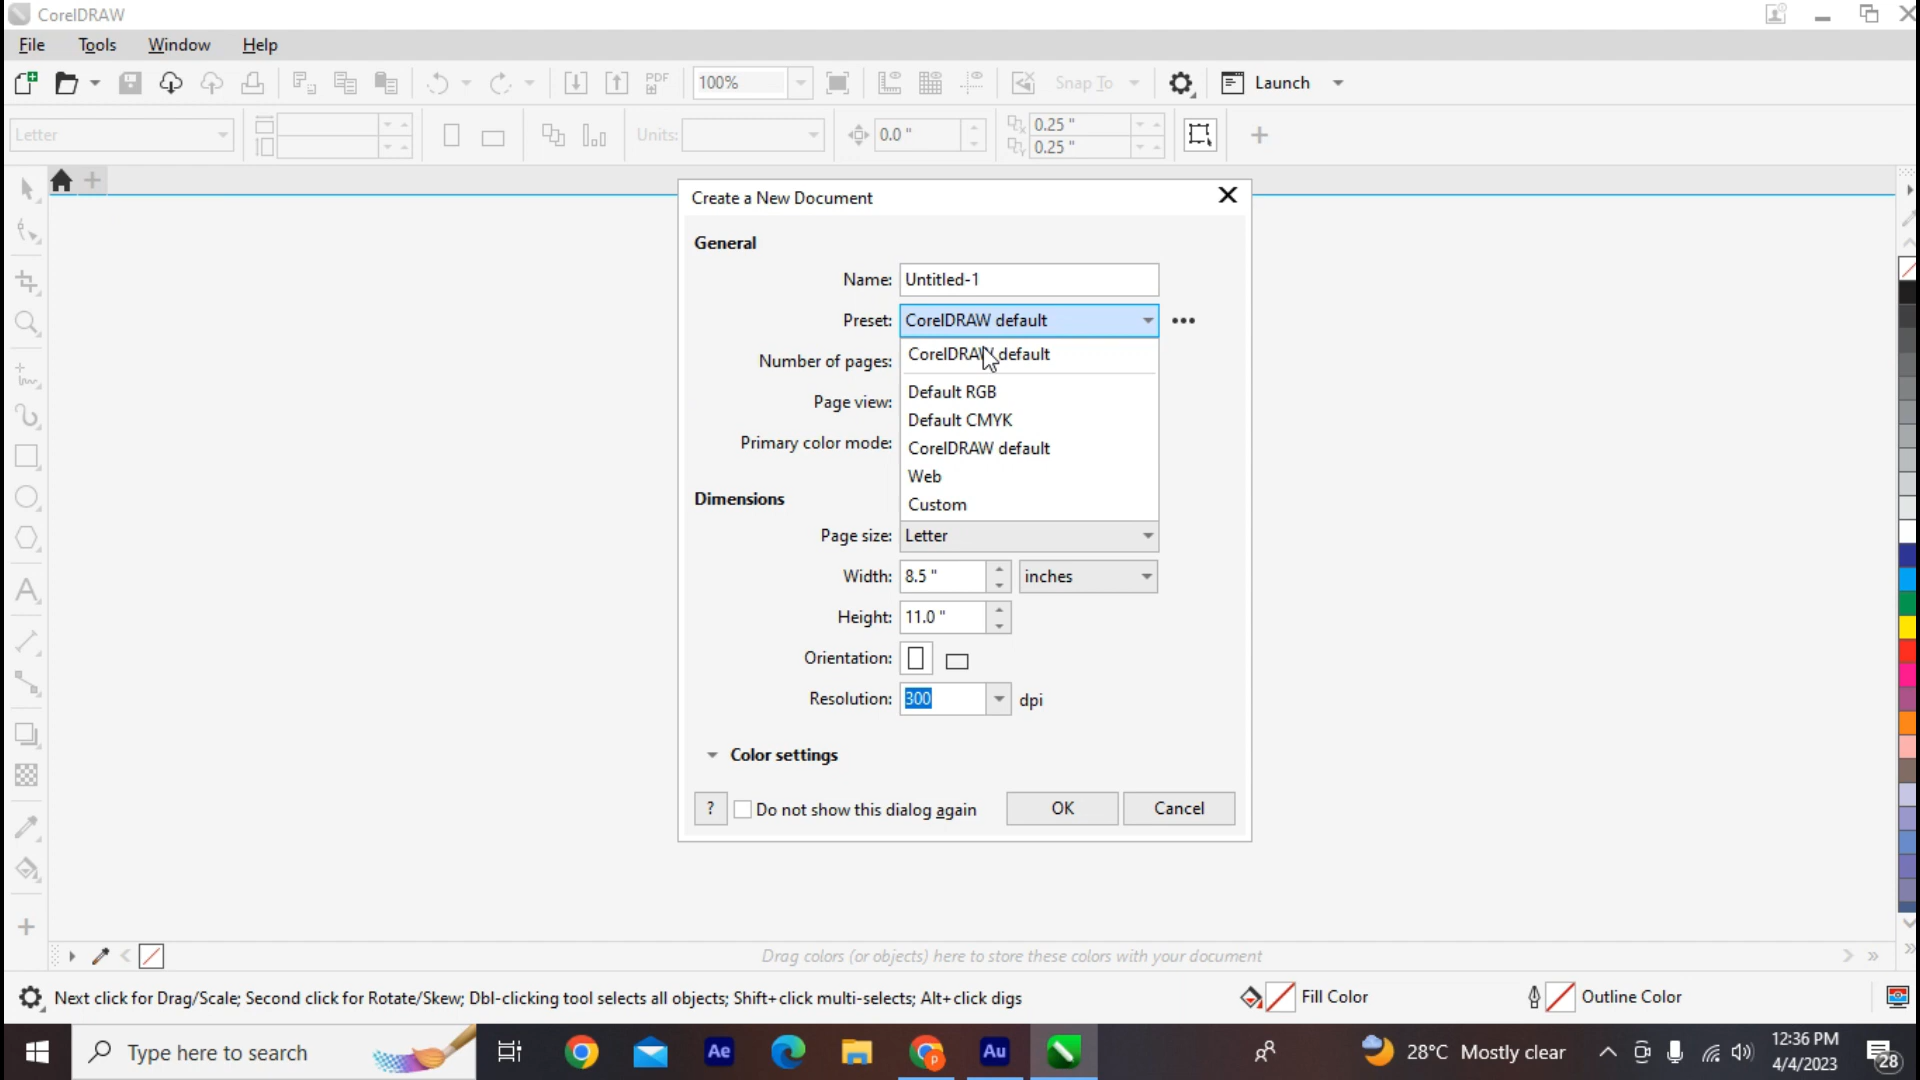 CorelDRAW
File Tools Window Help
PDF 100% Snap To Launch
Letter Units: 0.0 " 0.25 "
0.25 "
Create a New Document
General
Name: Untitled-1
Preset: CorelDRAW default
CorelDRAW default
Number of pages:
Default RGB
Page view:
Default CMYK
Primary color mode:
CorelDRAW default
Web
Dimensions
Custom
Page size: Letter
Width: 8.5 " inches
Height: 11.0 "
Orientation:
Resolution: 300 dpi
Color settings
? Do not show this dialog again OK Cancel
Drag colors (or objects) here to store these colors with your document
Next click for Drag/Scale; Second click for Rotate/Skew; Dbl-clicking tool selects all objects; Shift+click multi-selects; Alt+click digs Fill Color Outline Color
Type here to search Ae P Au 28°C Mostly clear 12:36 PM
4/4/2023 28